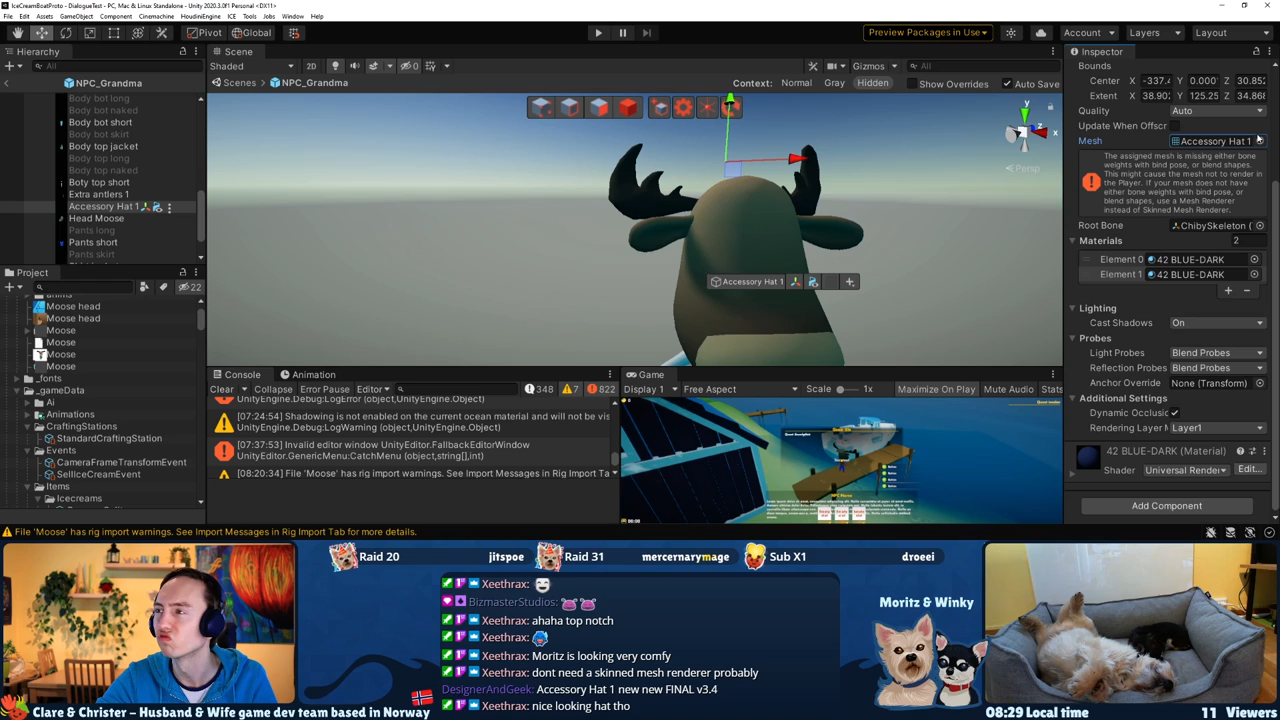 IceCreamBoatProto - DialogueTest - PC, Mac & Linux Standalone - Unity 2020.3.0f1 Personal <DX11>
File Edit Assets GameObject Component Cinemachine HoudiniEngine ICE Tools Jobs Window Help
Pivot Global Preview Packages in Use Account Layers Layout
Hierarchy
All
NPC_Grandma
Body bot long
Body bot naked
Body bot short
Body bot skirt
Body top jacket
Body top long
Body top naked
Boty top short
Extra antlers 1
Accessory Hat 1
Head Moose
Pants long
Pants short
Pants skirt
Project
22
Moose head
Moose head
Moose
Moose
Moose
Moose
_fonts
_gameData
Ai
Animations
CraftingStations
StandardCraftingStation
Events
CameraFrameTransformEvent
SellIceCreamEvent
Items
Icecreams
Scene
Shaded 2D 0 Gizmos All
Scenes NPC_Grandma Context: Normal Gray Hidden Show Overrides Auto Save
y
x
Persp
Accessory Hat 1
Console Animation
Clear Collapse Error Pause Editor 348 7 822
UnityEngine.Debug:LogError (object,UnityEngine.Object)
[07:24:54] Shadowing is not enabled on the current ocean material and will not be vis
UnityEngine.Debug:LogWarning (object,UnityEngine.Object)
[07:37:53] Invalid editor window UnityEditor.FallbackEditorWindow
UnityEditor.GenericMenu:CatchMenu (object,string[],int)
[08:20:34] File 'Moose' has rig import warnings. See Import Messages in Rig Import Ta
Game
Display 1 Free Aspect Scale 1x Maximize On Play Mute Audio Stats
Inspector
Bounds
Center X -337.4 Y 0.000 Z 30.852
Extent X 38.902 Y 125.25 Z 34.868
Quality Auto
Update When Offscr
Mesh Accessory Hat 1
The assigned mesh is missing either bone
weights with bind pose, or blend shapes.
This might cause the mesh not to render in
the Player. If your mesh does not have
either bone weights with bind pose, or
blend shapes, use a Mesh Renderer
instead of Skinned Mesh Renderer.
Root Bone ChibySkeleton (
Materials 2
Element 0 42 BLUE-DARK
Element 1 42 BLUE-DARK
Lighting
Cast Shadows On
Probes
Light Probes Blend Probes
Reflection Probes Blend Probes
Anchor Override None (Transform)
Additional Settings
Dynamic Occlusic
Rendering Layer M Layer1
42 BLUE-DARK (Material)
Shader Universal Render Edit...
Add Component
File 'Moose' has rig import warnings. See Import Messages in Rig Import Tab for more details.
Raid 20 jitspoe Raid 31 mercernarymage Sub X1 droeei
Xeethrax:
BizmasterStudios:
Xeethrax: ahaha top notch
Xeethrax:
Xeethrax: Moritz is looking very comfy
Xeethrax: dont need a skinned mesh renderer probably
DesignerAndGeek: Accessory Hat 1 new new FINAL v3.4
Xeethrax: nice looking hat tho
Moritz & Winky
Clare & Christer – Husband & Wife game dev team based in Norway
08:29 Local time 11 Viewers